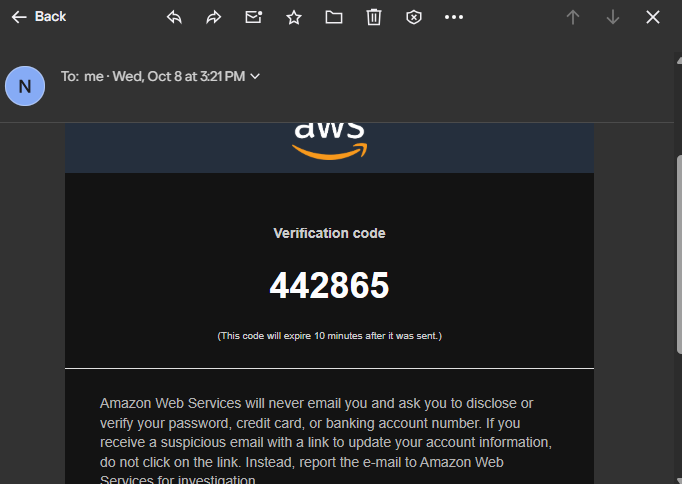 Back
N
To: me · Wed, Oct 8 at 3:21 PM
aws
Verification code
442865
(This code will expire 10 minutes after it was sent.)
Amazon Web Services will never email you and ask you to disclose or
verify your password, credit card, or banking account number. If you
receive a suspicious email with a link to update your account information,
do not click on the link. Instead, report the e-mail to Amazon Web
Services for investigation.